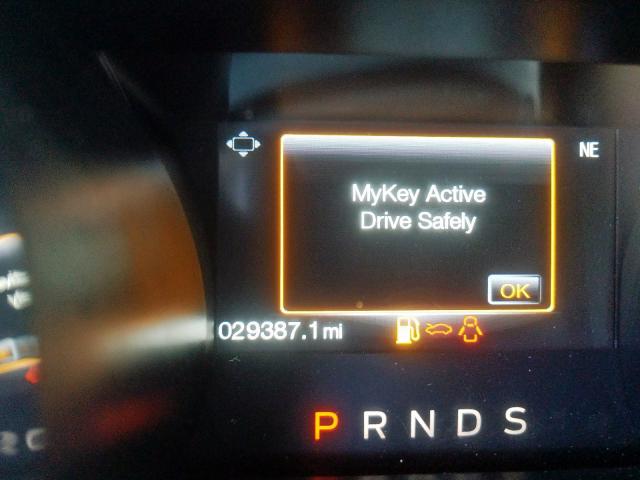 NE
MyKey Active
Drive Safely
OK
029387.1 mi
P R N D S